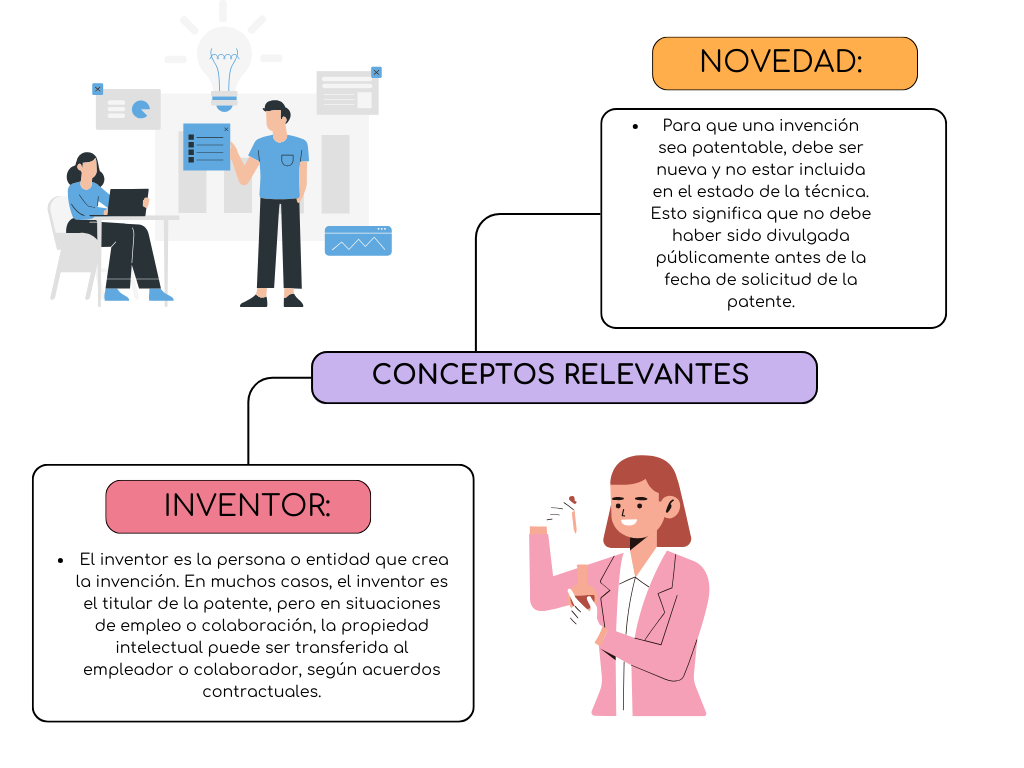 NOVEDAD:
• Para que una invención
sea patentable, debe ser
nueva y no estar incluida
en el estado de la técnica.
Esto significa que no debe
haber sido divulgada
públicamente antes de la
fecha de solicitud de la
patente.
CONCEPTOS RELEVANTES
INVENTOR:
• El inventor es la persona o entidad que crea
la invención. En muchos casos, el inventor es
el titular de la patente, pero en situaciones
de empleo o colaboración, la propiedad
intelectual puede ser transferida al
empleador o colaborador, según acuerdos
contractuales.